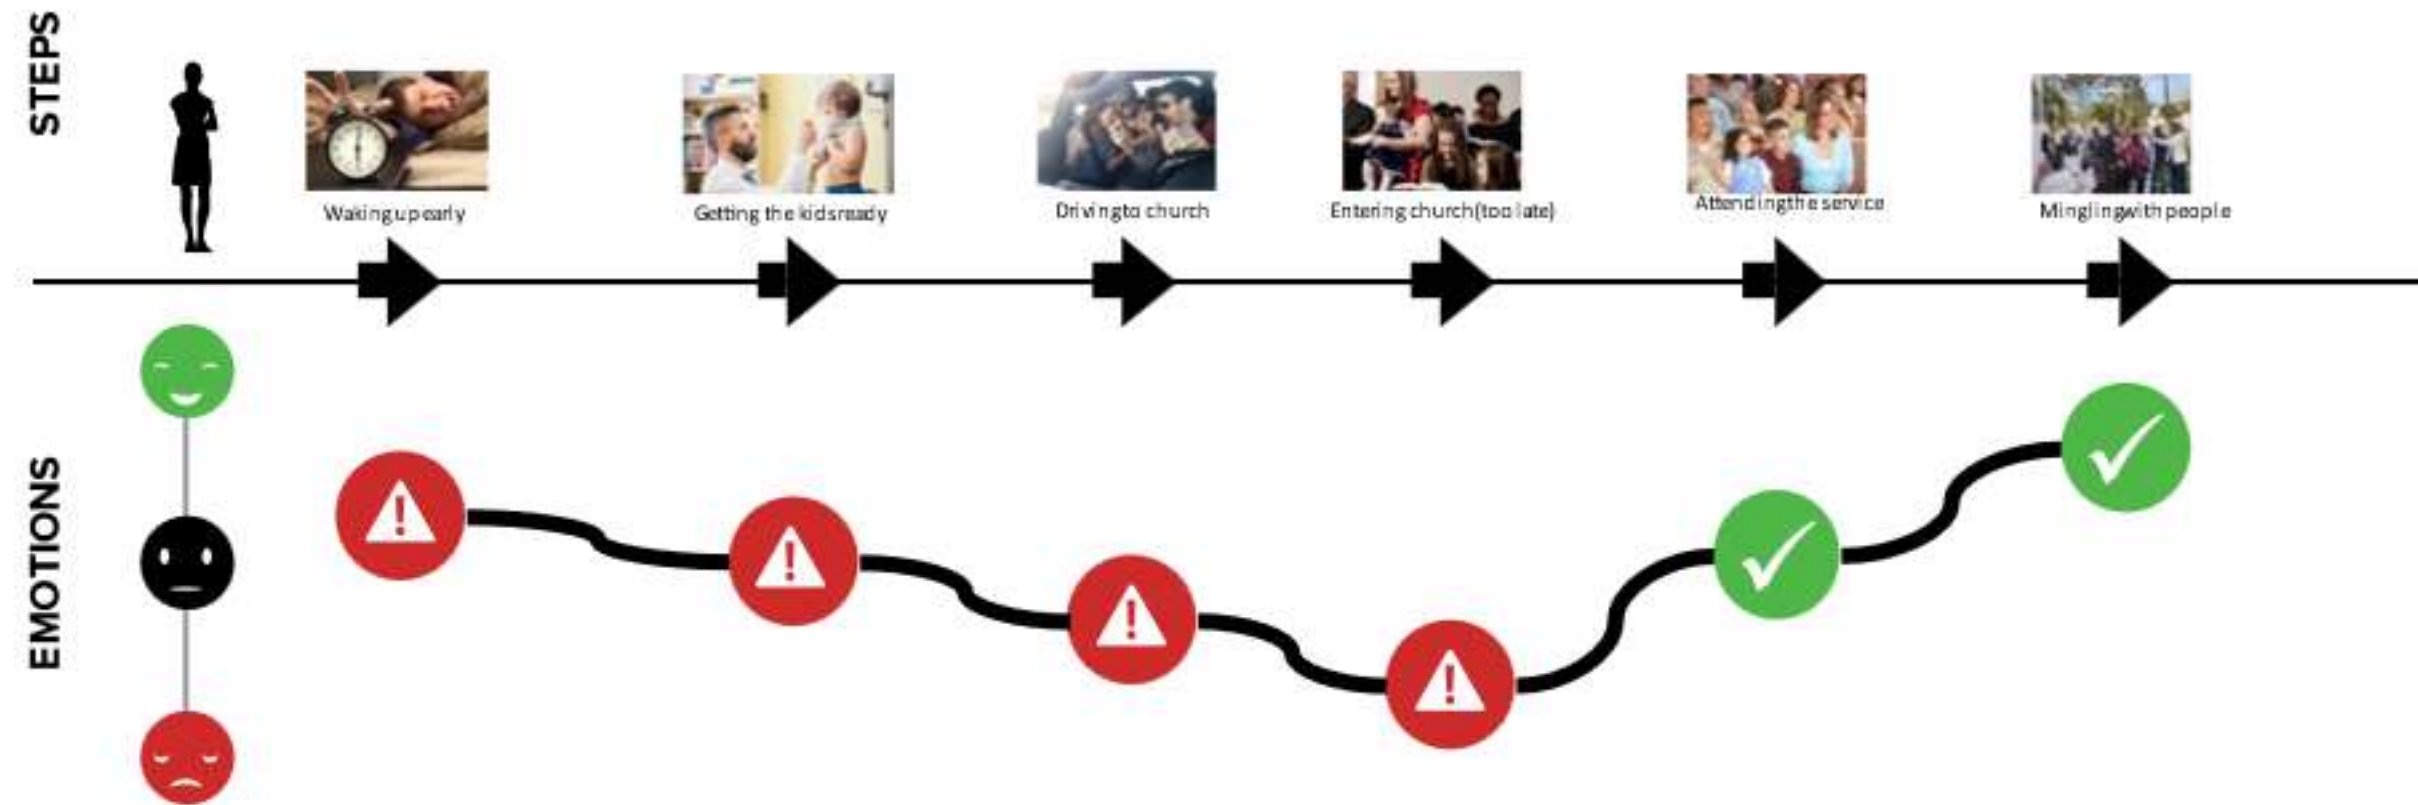 STEPS
Waking up early
Getting the kids ready
Driving to church
Entering church (too late)
Attending the service
Mingling with people
EMOTIONS